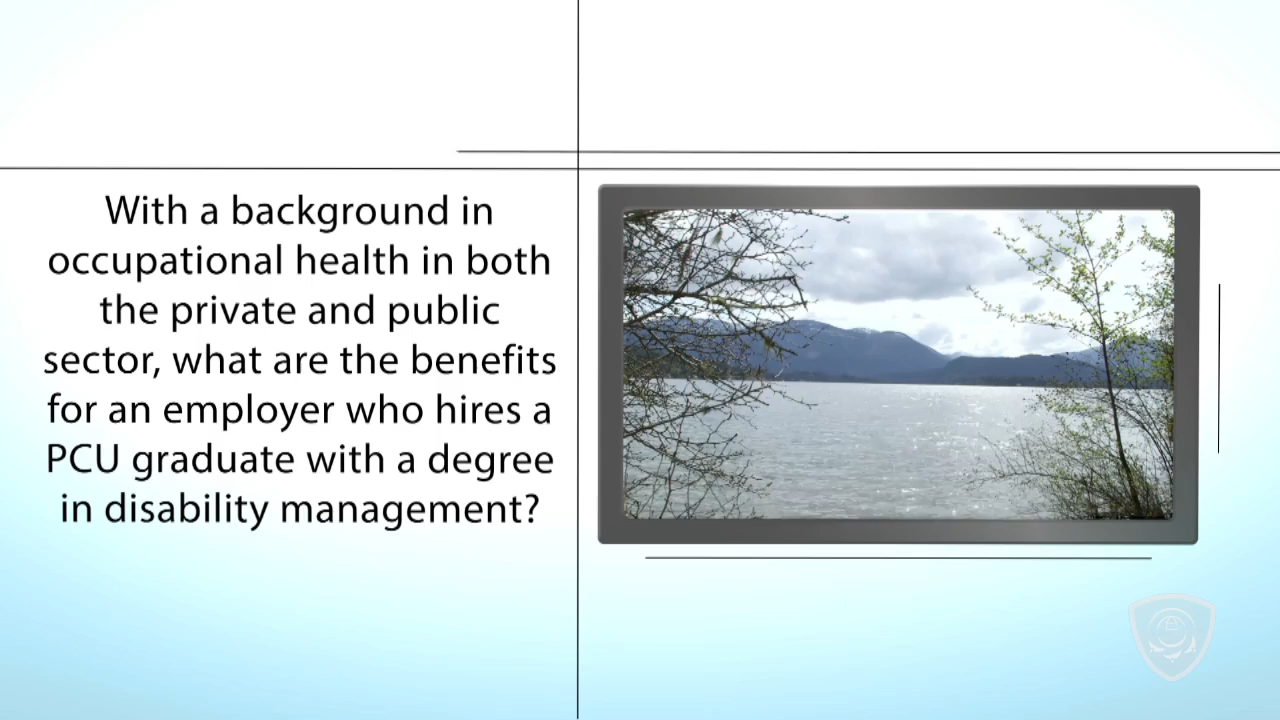 With a background in
occupational health in both
the private and public
sector, what are the benefits
for an employer who hires a
PCU graduate with a degree
in disability management?